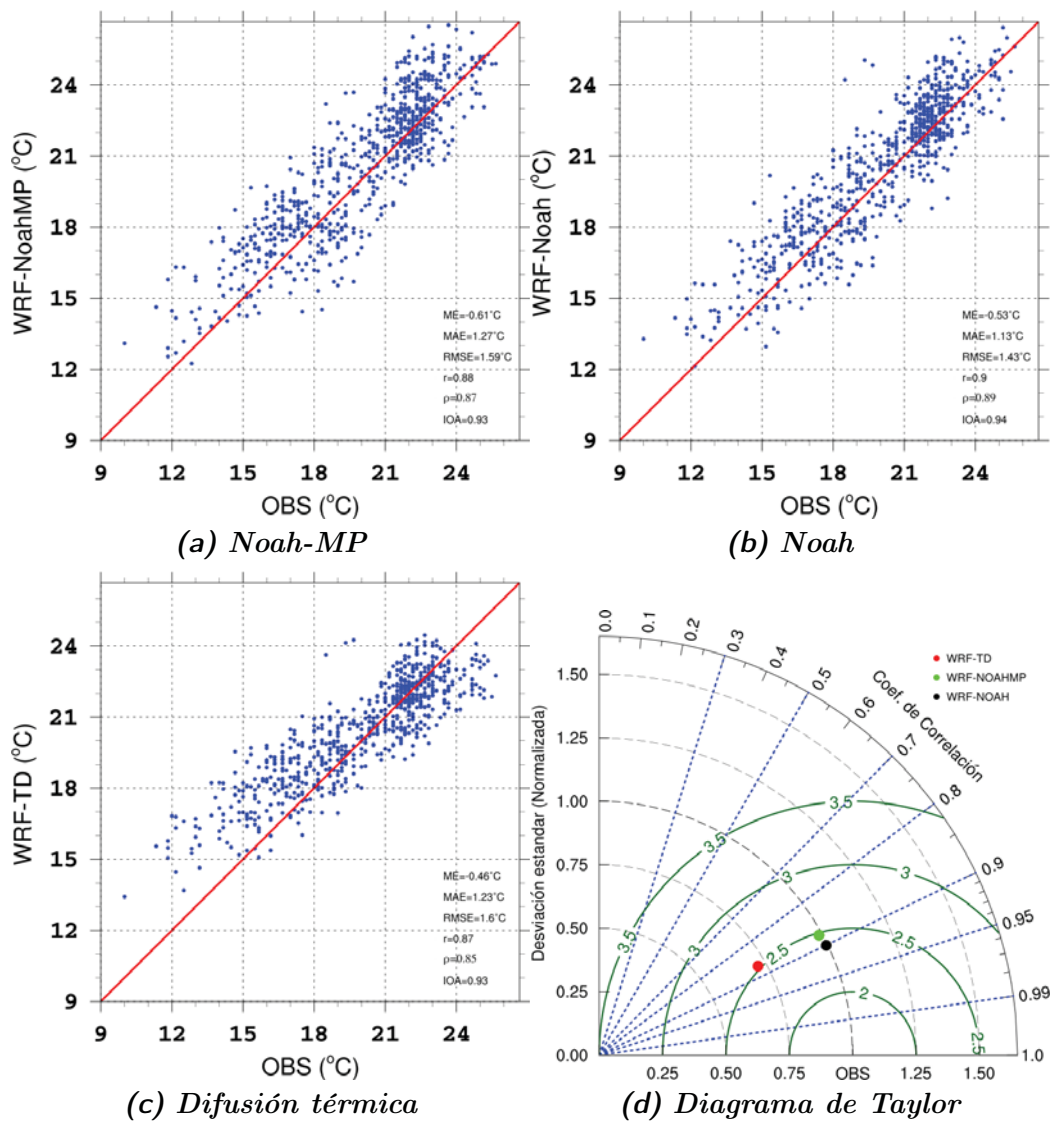 WRF-NoahMP (°C)
24
21
18
15
12
9
9 12 15 18 21 24
OBS (°C)
ME=-0.61°C
MAE=1.27°C
RMSE=1.59°C
r=0.88
ρ=0.87
IOA=0.93
(a) Noah-MP
WRF-Noah (°C)
24
21
18
15
12
9
9 12 15 18 21 24
OBS (°C)
ME=-0.53°C
MAE=1.13°C
RMSE=1.43°C
r=0.9
ρ=0.89
IOA=0.94
(b) Noah
WRF-TD (°C)
24
21
18
15
12
9
9 12 15 18 21 24
OBS (°C)
ME=-0.46°C
MAE=1.23°C
RMSE=1.6°C
r=0.87
ρ=0.85
IOA=0.93
(c) Difusión térmica
Desviación estandar (Normalizada)
1.50
1.25
1.00
0.75
0.50
0.25
0.00
0.25 0.75 OBS 1.25 1.50
0.0
0.1
0.2
0.3
0.4
0.5
0.6
0.7
0.8
0.9
0.95
0.99
1.0
Coef. de Correlación
WRF-TD
WRF-NOAHMP
WRF-NOAH
3.5
3.5
3.5
3
3
3
2.5
2.5
2.5
2
(d) Diagrama de Taylor